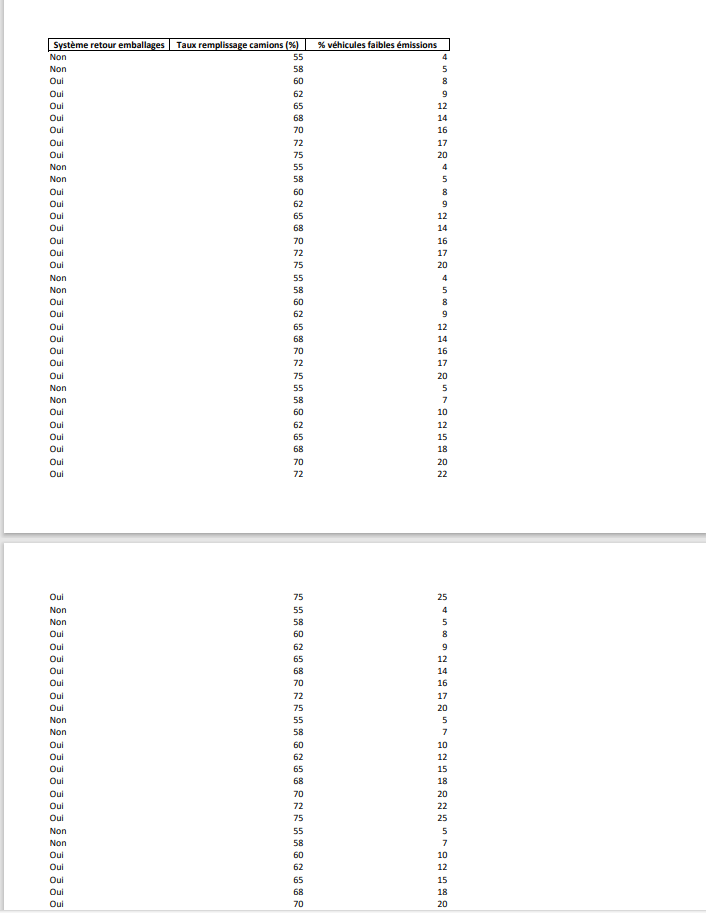 Système retour emballages Taux remplissage camions (%) % véhicules faibles émissions
Non 55 4
Non 58 5
Oui 60 8
Oui 62 9
Oui 65 12
Oui 68 14
Oui 70 16
Oui 72 17
Oui 75 20
Non 55 4
Non 58 5
Oui 60 8
Oui 62 9
Oui 65 12
Oui 68 14
Oui 70 16
Oui 72 17
Oui 75 20
Non 55 4
Non 58 5
Oui 60 8
Oui 62 9
Oui 65 12
Oui 68 14
Oui 70 16
Oui 72 17
Oui 75 20
Non 55 5
Non 58 7
Oui 60 10
Oui 62 12
Oui 65 15
Oui 68 18
Oui 70 20
Oui 72 22
Oui 75 25
Non 55 4
Non 58 5
Oui 60 8
Oui 62 9
Oui 65 12
Oui 68 14
Oui 70 16
Oui 72 17
Oui 75 20
Non 55 5
Non 58 7
Oui 60 10
Oui 62 12
Oui 65 15
Oui 68 18
Oui 70 20
Oui 72 22
Oui 75 25
Non 55 5
Non 58 7
Oui 60 10
Oui 62 12
Oui 65 15
Oui 68 18
Oui 70 20